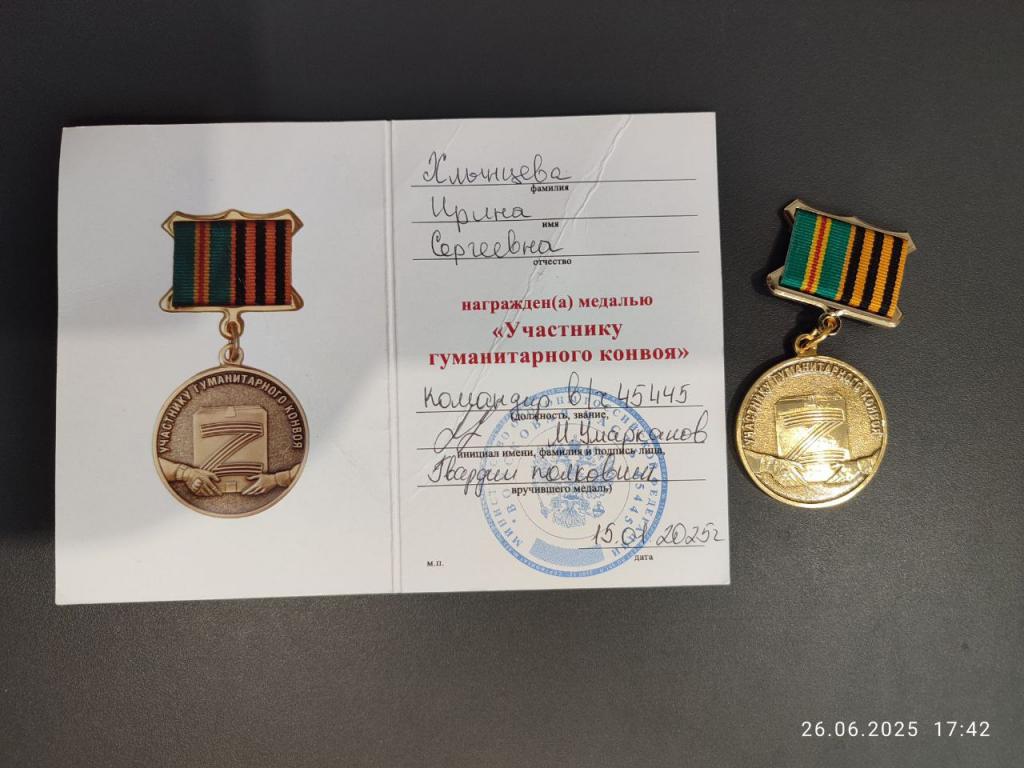 УЧАСТНИКУ ГУМАНИТАРНОГО КОНВОЯ
Z
Хлынцева
фамилия
Ирина
имя
Сергеевна
отчество
награжден(а) медалью
«Участнику
гуманитарного конвоя»
Командир в/ч 45445
(должность, звание,
М.Умарханов
инициал имени, фамилия и подпись лица,
Гвардии полковник
вручившего медаль)
2025г
дата
м.п.
УЧАСТНИКУ ГУМАНИТАРНОГО КОНВОЯ
Z
26.06.2025 17:42